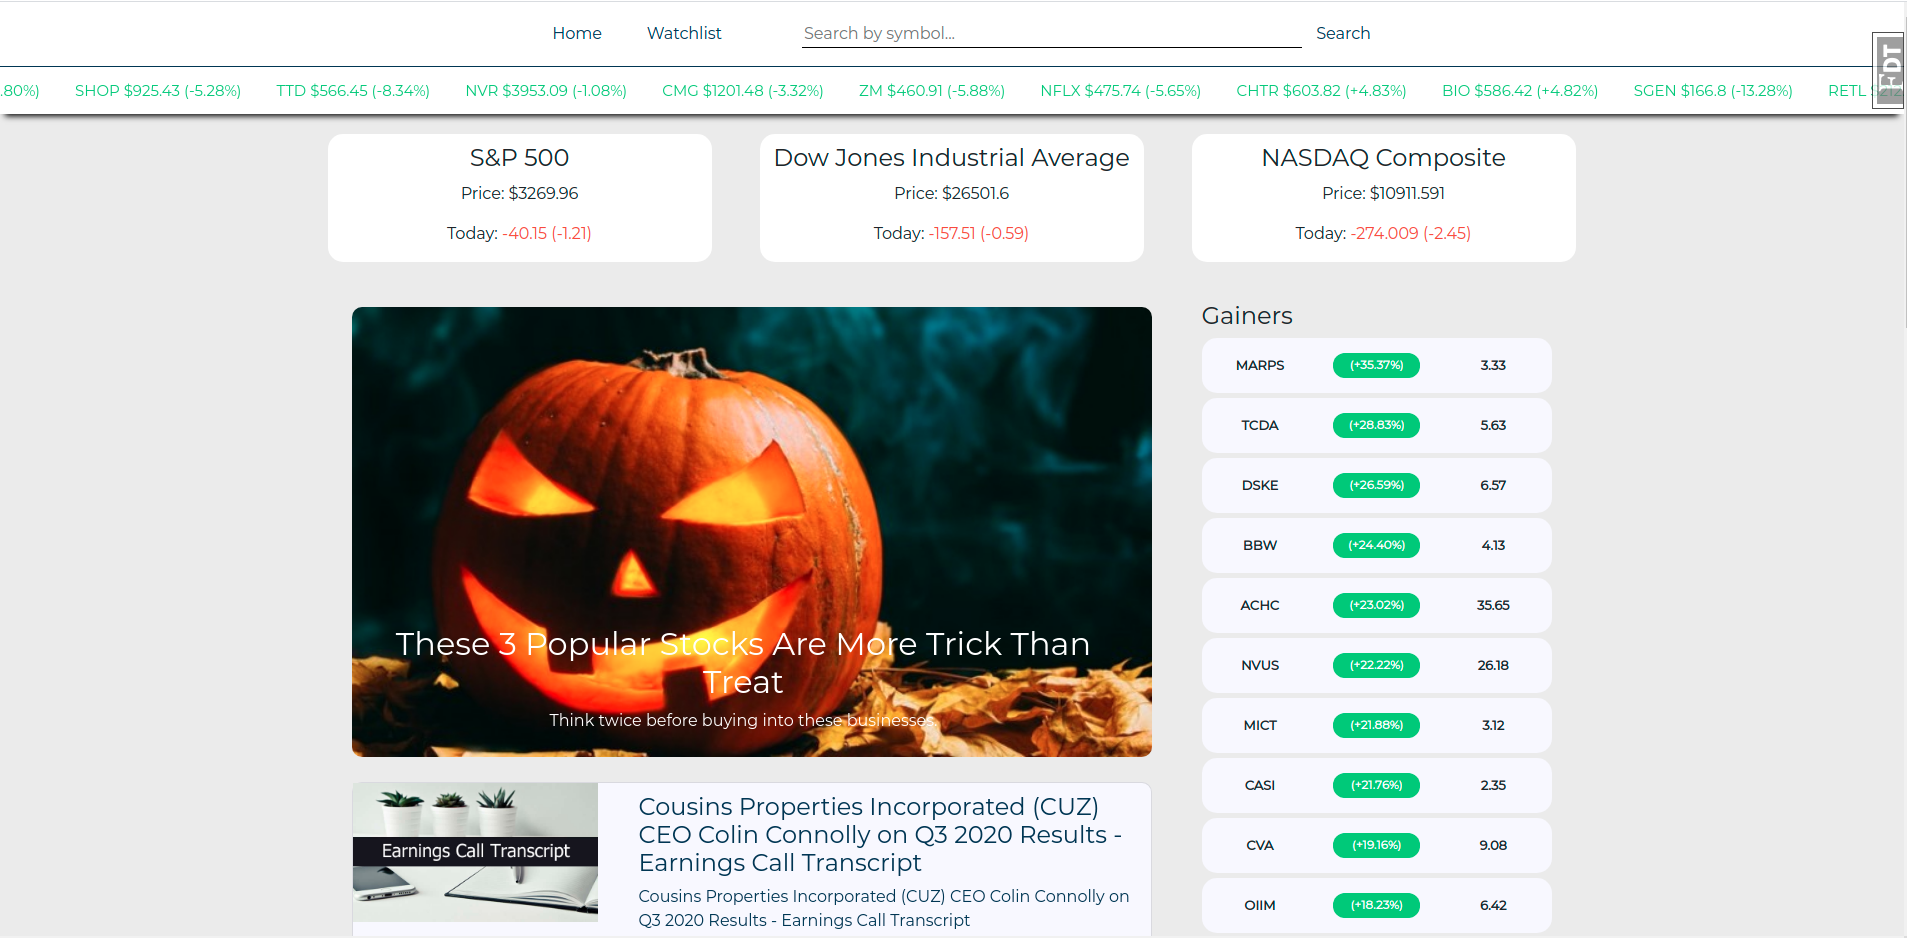 Home Watchlist Search by symbol... Search
.80%) SHOP $925.43 (-5.28%) TTD $566.45 (-8.34%) NVR $3953.09 (-1.08%) CMG $1201.48 (-3.32%) ZM $460.91 (-5.88%) NFLX $475.74 (-5.65%) CHTR $603.82 (+4.83%) BIO $586.42 (+4.82%) SGEN $166.8 (-13.28%) RETL
DT
S&P 500
Price: $3269.96
Today: -40.15 (-1.21)
Dow Jones Industrial Average
Price: $26501.6
Today: -157.51 (-0.59)
NASDAQ Composite
Price: $10911.591
Today: -274.009 (-2.45)
These 3 Popular Stocks Are More Trick Than
Treat
Think twice before buying into these businesses.
Earnings Call Transcript
Cousins Properties Incorporated (CUZ)
CEO Colin Connolly on Q3 2020 Results -
Earnings Call Transcript
Cousins Properties Incorporated (CUZ) CEO Colin Connolly on
Q3 2020 Results - Earnings Call Transcript
Gainers
MARPS (+35.37%) 3.33
TCDA (+28.83%) 5.63
DSKE (+26.59%) 6.57
BBW (+24.40%) 4.13
ACHC (+23.02%) 35.65
NVUS (+22.22%) 26.18
MICT (+21.88%) 3.12
CASI (+21.76%) 2.35
CVA (+19.16%) 9.08
OIIM (+18.23%) 6.42